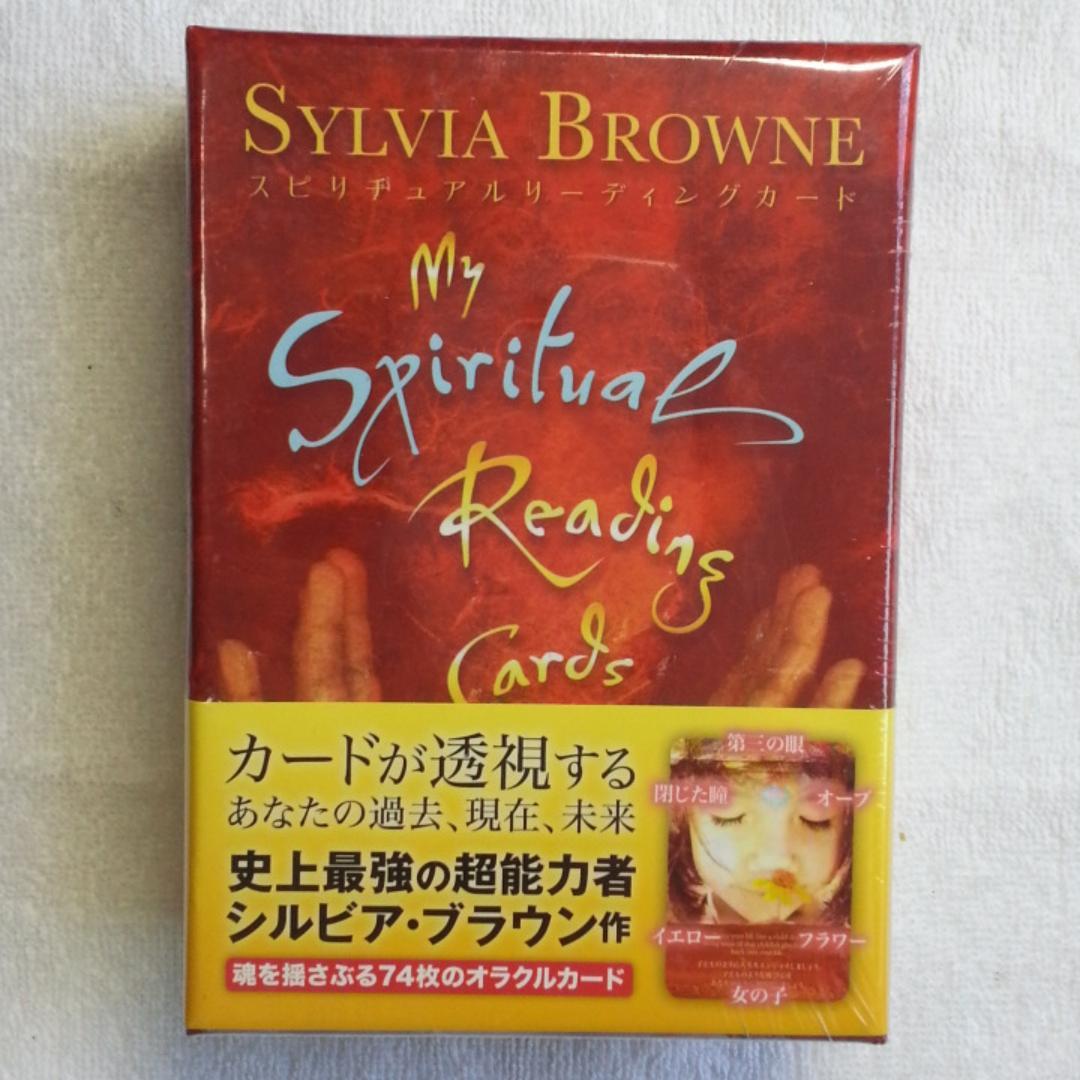 SYLVIA BROWNE
スピリチュアルリーディングカード
My
Spiritual
Reading
Cards
カードが透視する
あなたの過去、現在、未来
史上最強の超能力者
シルビア・ブラウン作
魂を揺さぶる74枚のオラクルカード
第三の眼
閉じた瞳
オーブ
イエロー
フラワー
女の子